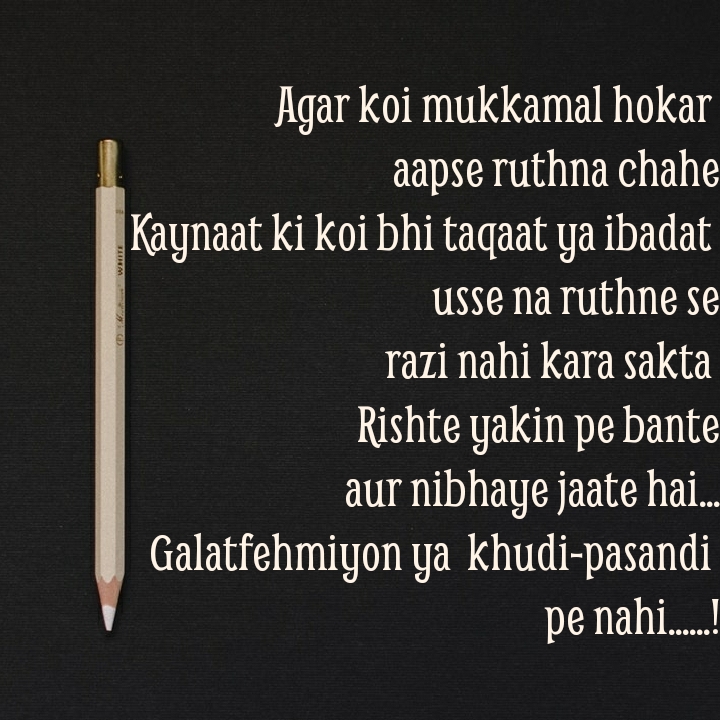 Agar koi mukkamal hokar
aapse ruthna chahe
Kaynaat ki koi bhi taqaat ya ibadat
usse na ruthne se
razi nahi kara sakta
Rishte yakin pe bante
aur nibhaye jaate hai...
Galatfehmiyon ya khudi-pasandi
pe nahi......!
WHITE